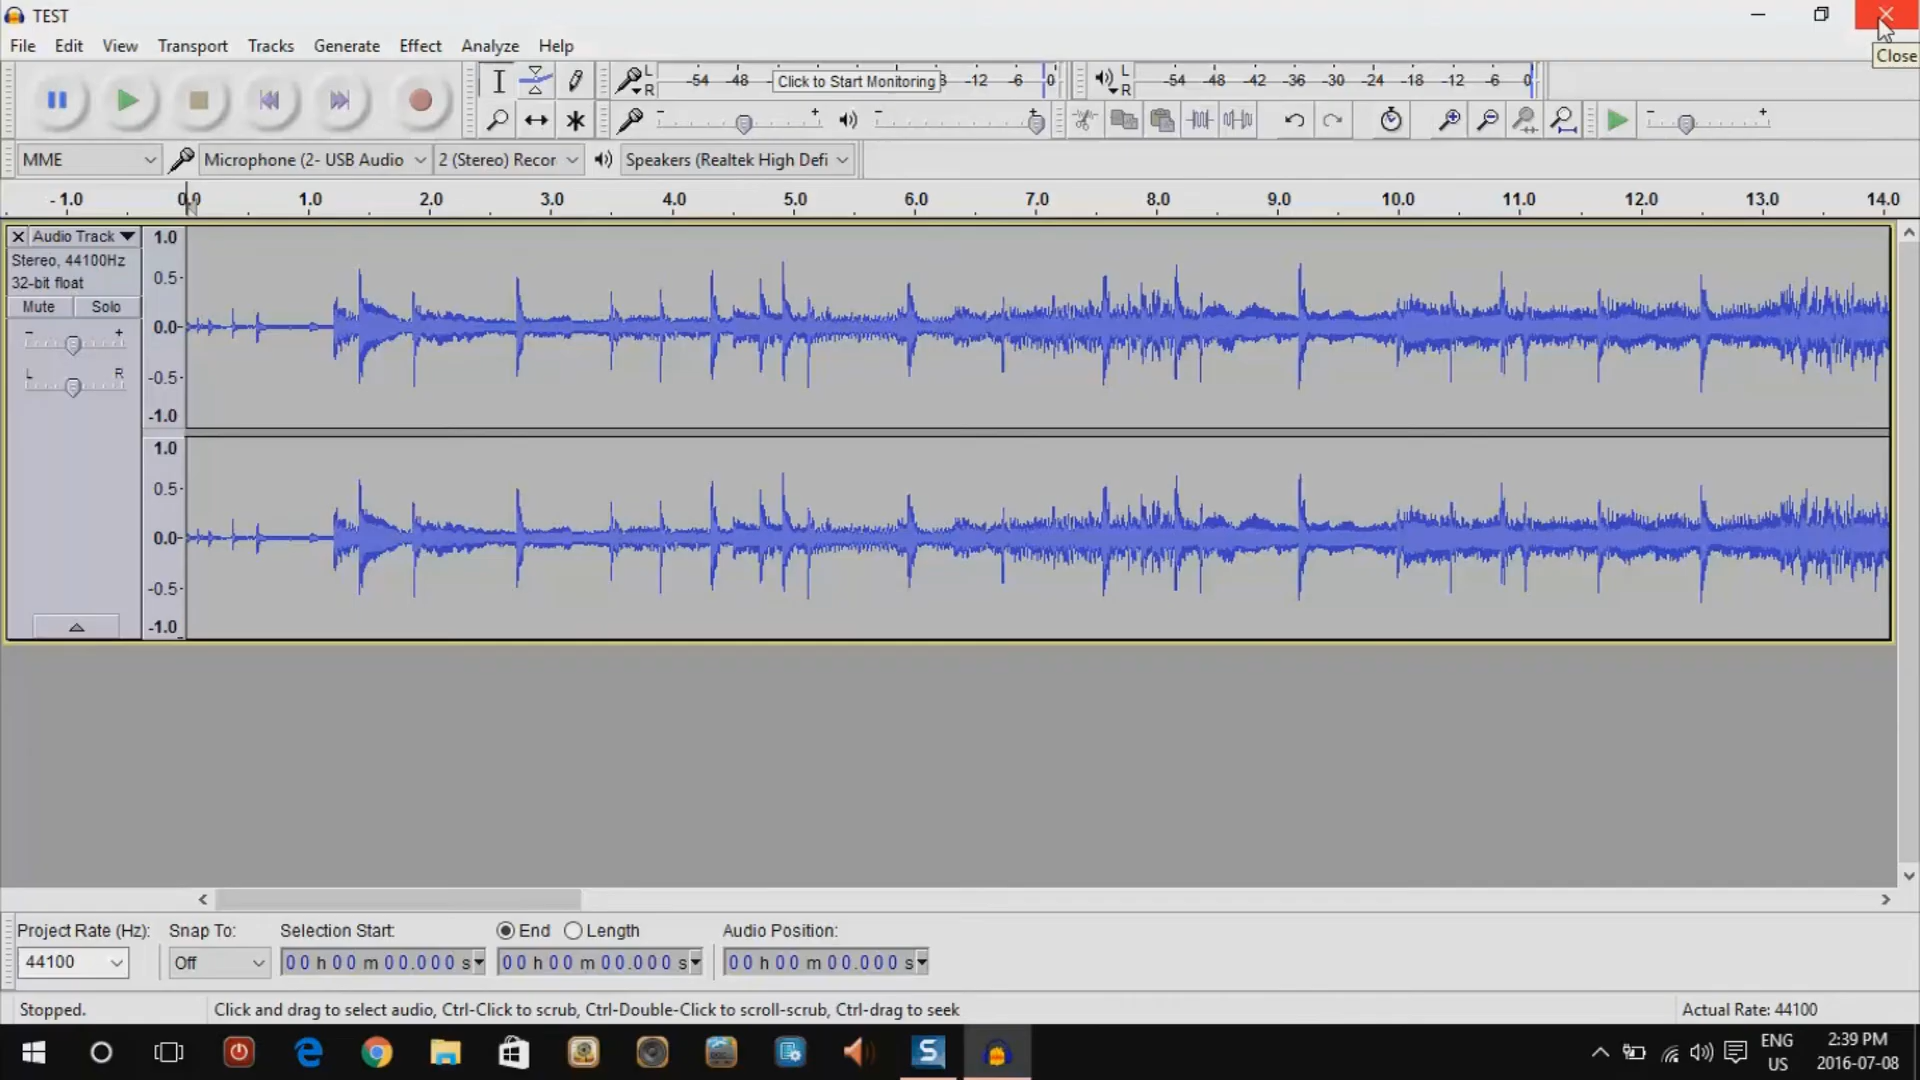 TEST
File Edit View Transport Tracks Generate Effect Analyze Help
Close
L R -54 -48 Click to Start Monitoring -12 -6 0 L R -54 -48 -42 -36 -30 -24 -18 -12 -6 0
- + - + - +
MME Microphone (2- USB Audio 2 (Stereo) Recor Speakers (Realtek High Defi
-1.0 0.0 1.0 2.0 3.0 4.0 5.0 6.0 7.0 8.0 9.0 10.0 11.0 12.0 13.0 14.0
X Audio Track 1.0
Stereo, 44100Hz
32-bit float
0.5
Mute Solo
- + 0.0
L R -0.5
-1.0
1.0
0.5
0.0
-0.5
-1.0
Project Rate (Hz): Snap To: Selection Start: End Length Audio Position:
44100 Off 00 h 00 m 00.000 s 00 h 00 m 00.000 s 00 h 00 m 00.000 s
Stopped. Click and drag to select audio, Ctrl-Click to scrub, Ctrl-Double-Click to scroll-scrub, Ctrl-drag to seek Actual Rate: 44100
ENG 2:39 PM
US 2016-07-08